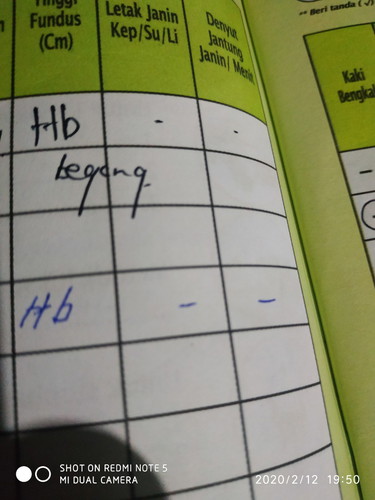 Tinggi Letak Janin Denyut
Fundus Kep/Su/Li Jantung
(Cm) Janin/ Menit
** Beri tanda (√)
Kaki
Bengkak
Hb - -
tegang
Hb - -
SHOT ON REDMI NOTE 5
MI DUAL CAMERA
2020/2/12 19:50